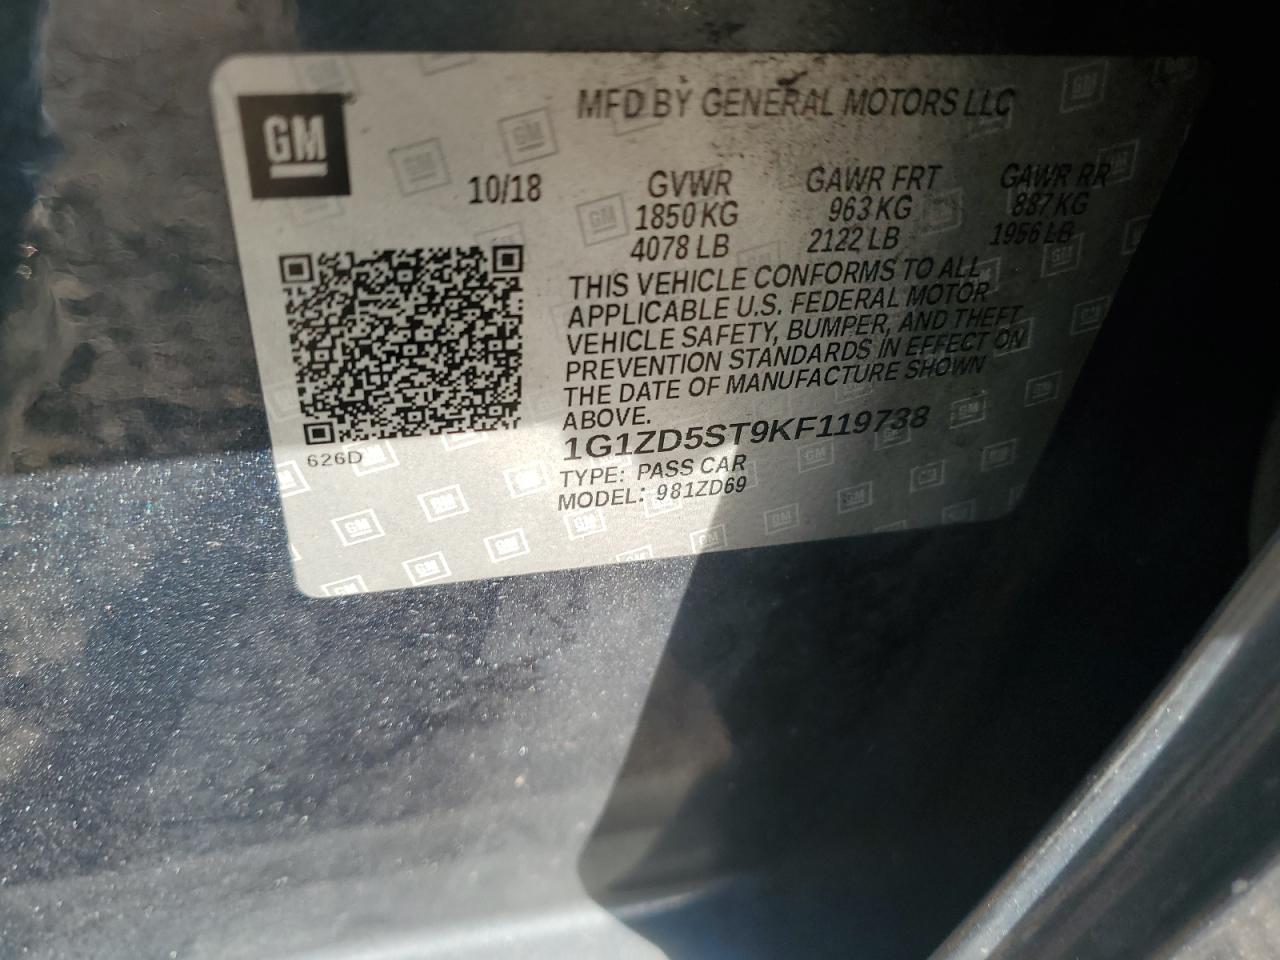 GM
MFD BY GENERAL MOTORS LLC
10/18
GVWR GAWR FRT GAWR RR
1850 KG 963 KG 887 KG
4078 LB 2122 LB 1956 LB
THIS VEHICLE CONFORMS TO ALL
APPLICABLE U.S. FEDERAL MOTOR
VEHICLE SAFETY, BUMPER, AND THEFT
PREVENTION STANDARDS IN EFFECT ON
THE DATE OF MANUFACTURE SHOWN
ABOVE.
1G1ZD5ST9KF119738
626D
TYPE: PASS CAR
MODEL: 981ZD69